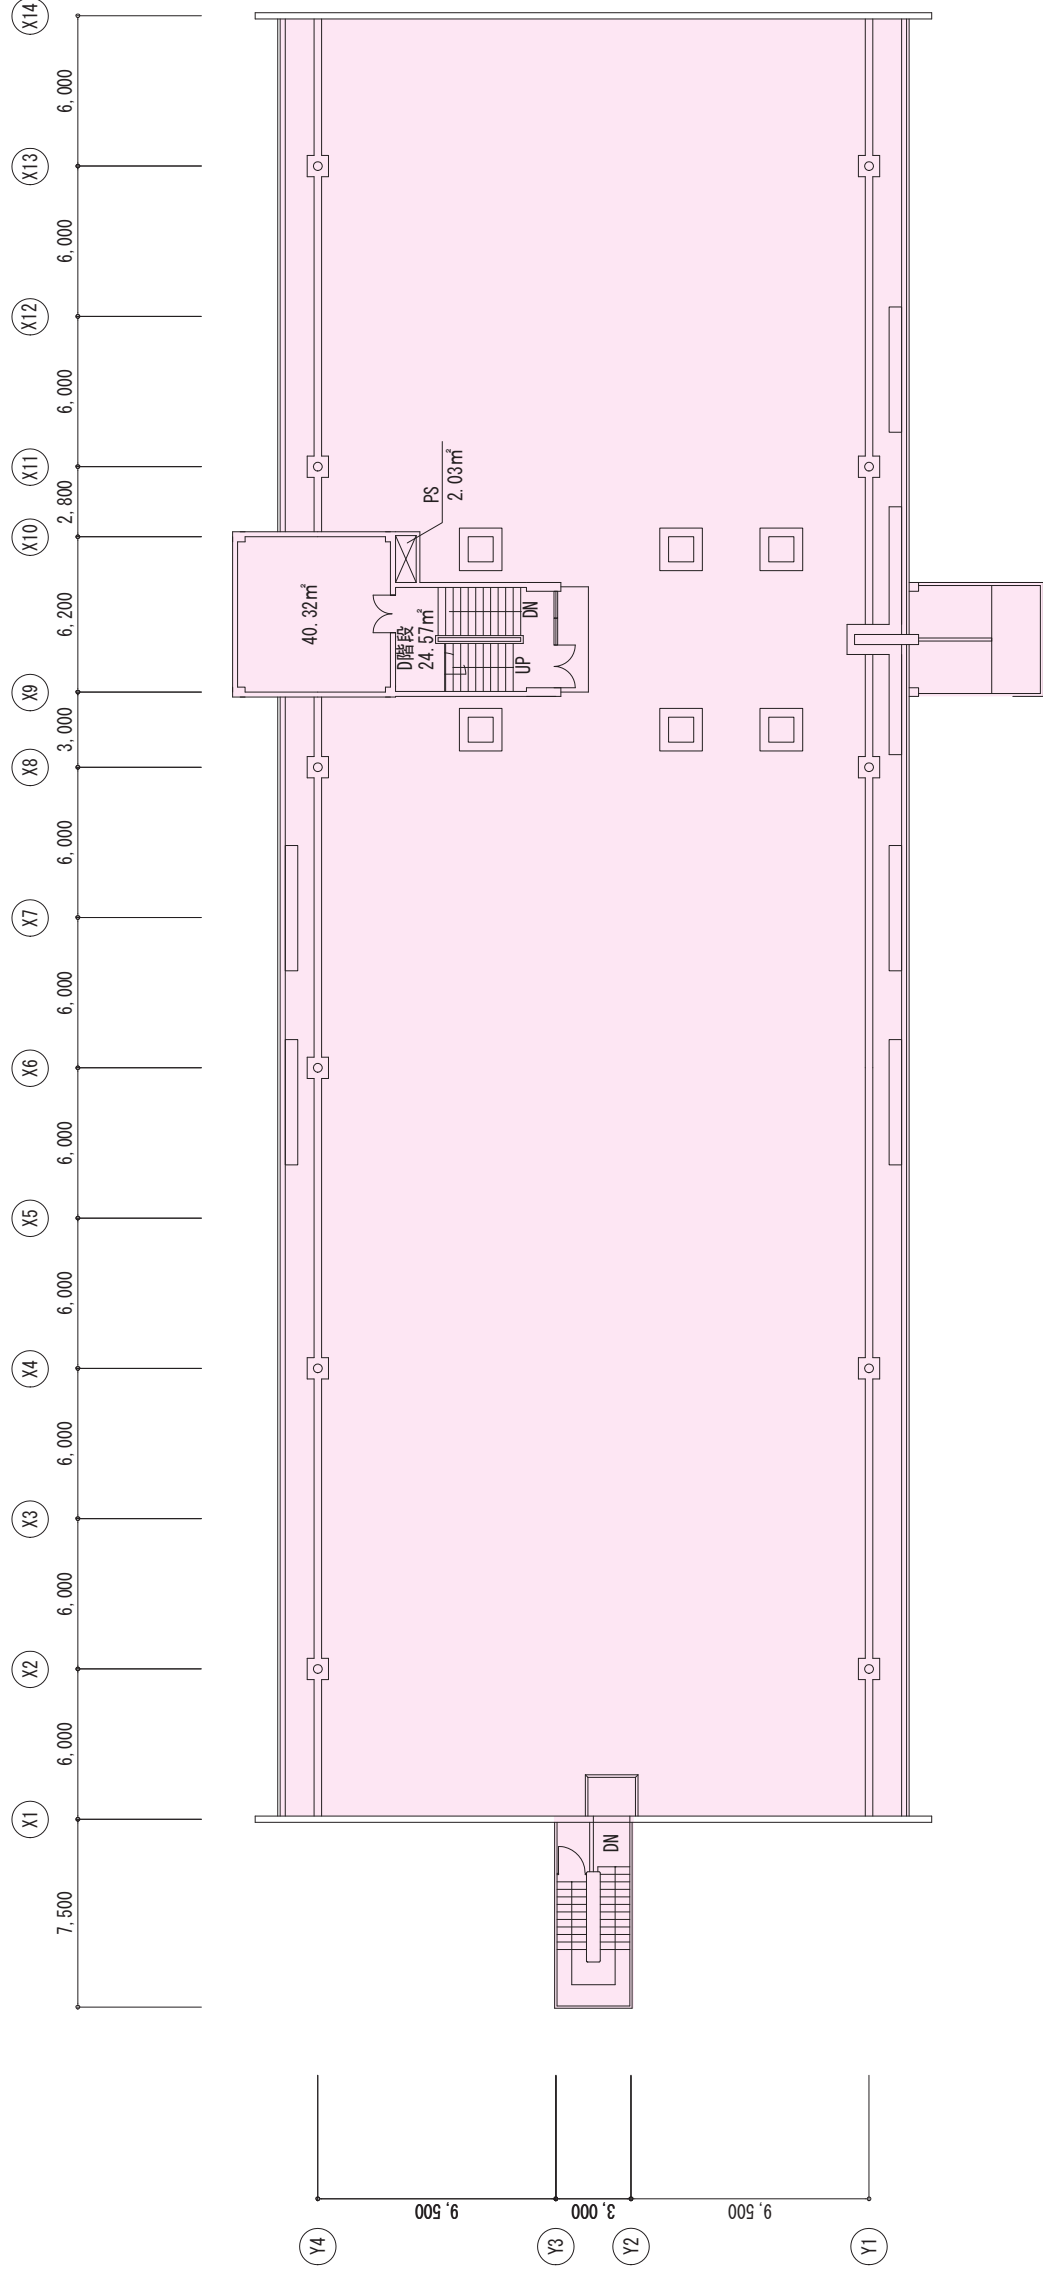 X14
6,000
X13
6,000
X12
6,000
X11
2,800
X10
6,200
X9
3,000
X8
6,000
X7
6,000
X6
6,000
X5
6,000
X4
6,000
X3
6,000
X2
6,000
X1
7,500
PS
2.03㎡
40.32㎡
D階段
24.57㎡
DN
UP
DN
9,500
3,000
9,500
Y4
Y3
Y2
Y1